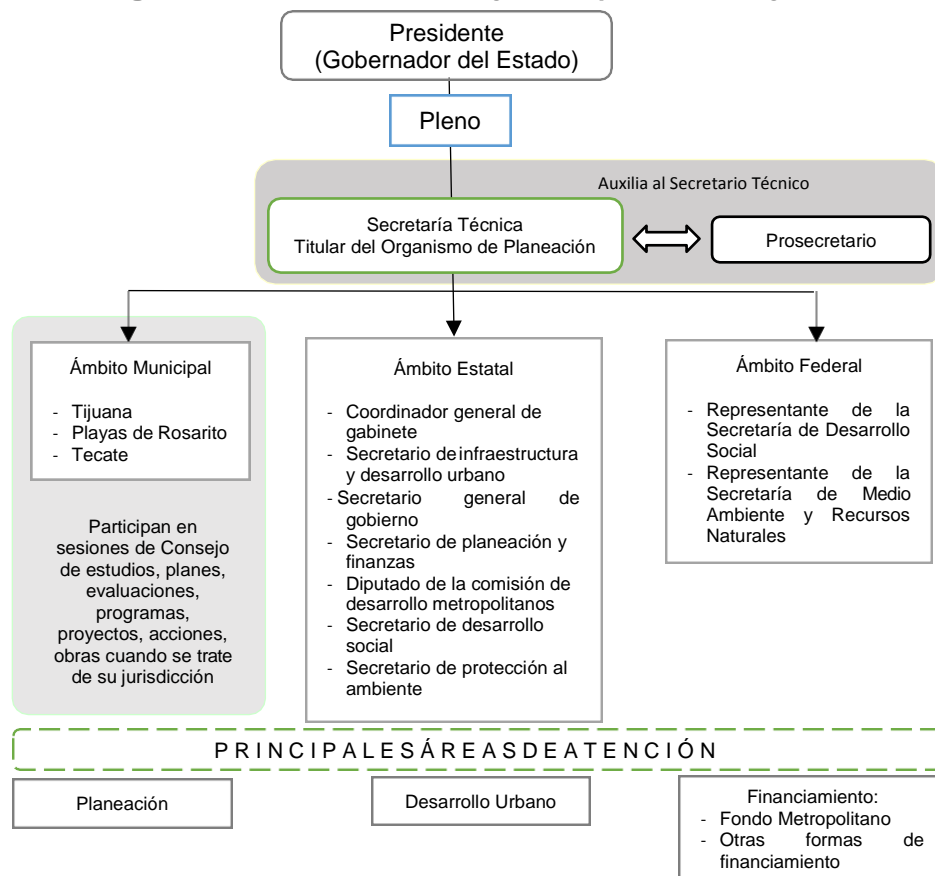 Presidente
(Gobernador del Estado)
Pleno
Auxilia al Secretario Técnico
Secretaría Técnica
Titular del Organismo de Planeación
Prosecretario
Ámbito Municipal
- Tijuana
- Playas de Rosarito
- Tecate
Participan en
sesiones de Consejo
de estudios, planes,
evaluaciones,
programas,
proyectos, acciones,
obras cuando se trate
de su jurisdicción
Ámbito Estatal
- Coordinador general de
gabinete
- Secretario de infraestructura
y desarrollo urbano
- Secretario general de
gobierno
- Secretario de planeación y
finanzas
- Diputado de la comisión de
desarrollo metropolitanos
- Secretario de desarrollo
social
- Secretario de protección al
ambiente
Ámbito Federal
- Representante de la
Secretaría de Desarrollo
Social
- Representante de la
Secretaría de Medio
Ambiente y Recursos
Naturales
PRINCIPALES ÁREAS DE ATENCIÓN
Planeación
Desarrollo Urbano
Financiamiento:
- Fondo Metropolitano
- Otras formas de
financiamiento